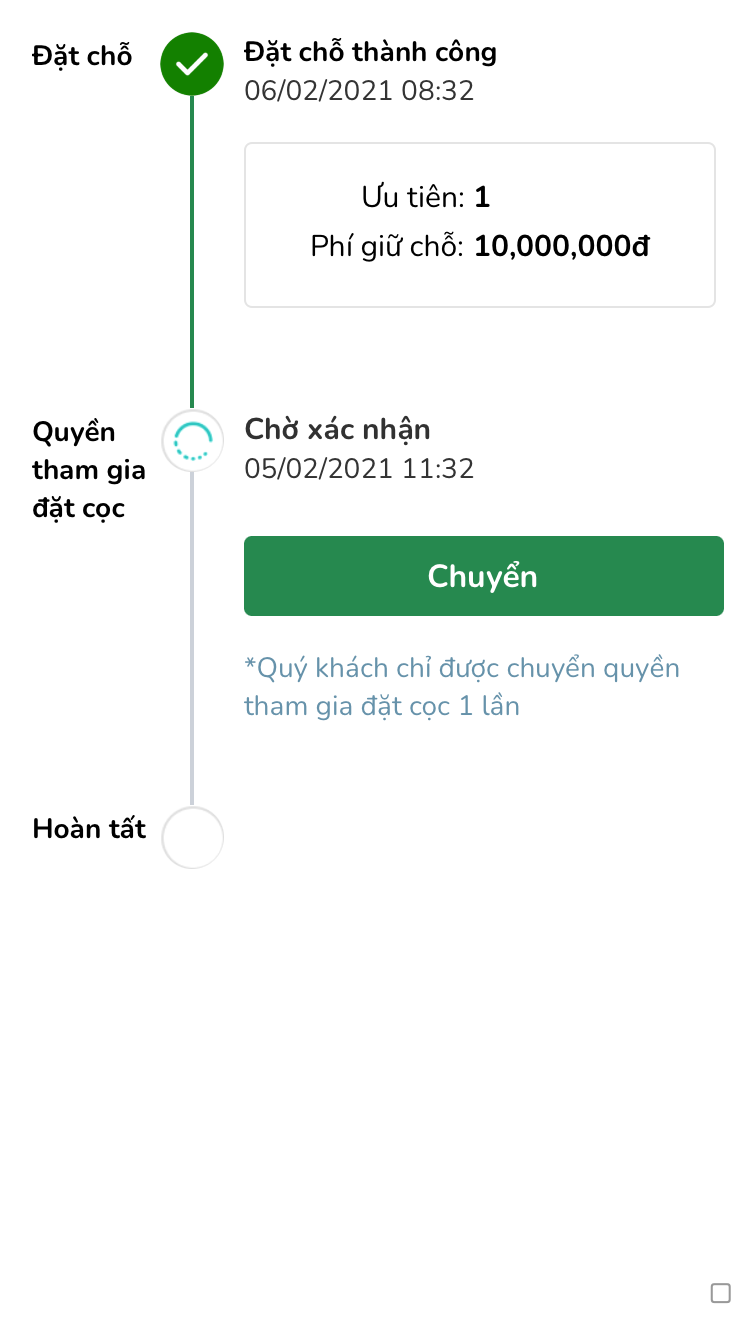 Đặt chỗ
Đặt chỗ thành công
06/02/2021 08:32
Ưu tiên: 1
Phí giữ chỗ: 10,000,000đ
Quyền
tham gia
đặt cọc
Chờ xác nhận
05/02/2021 11:32
Chuyển
*Quý khách chỉ được chuyển quyền
tham gia đặt cọc 1 lần
Hoàn tất